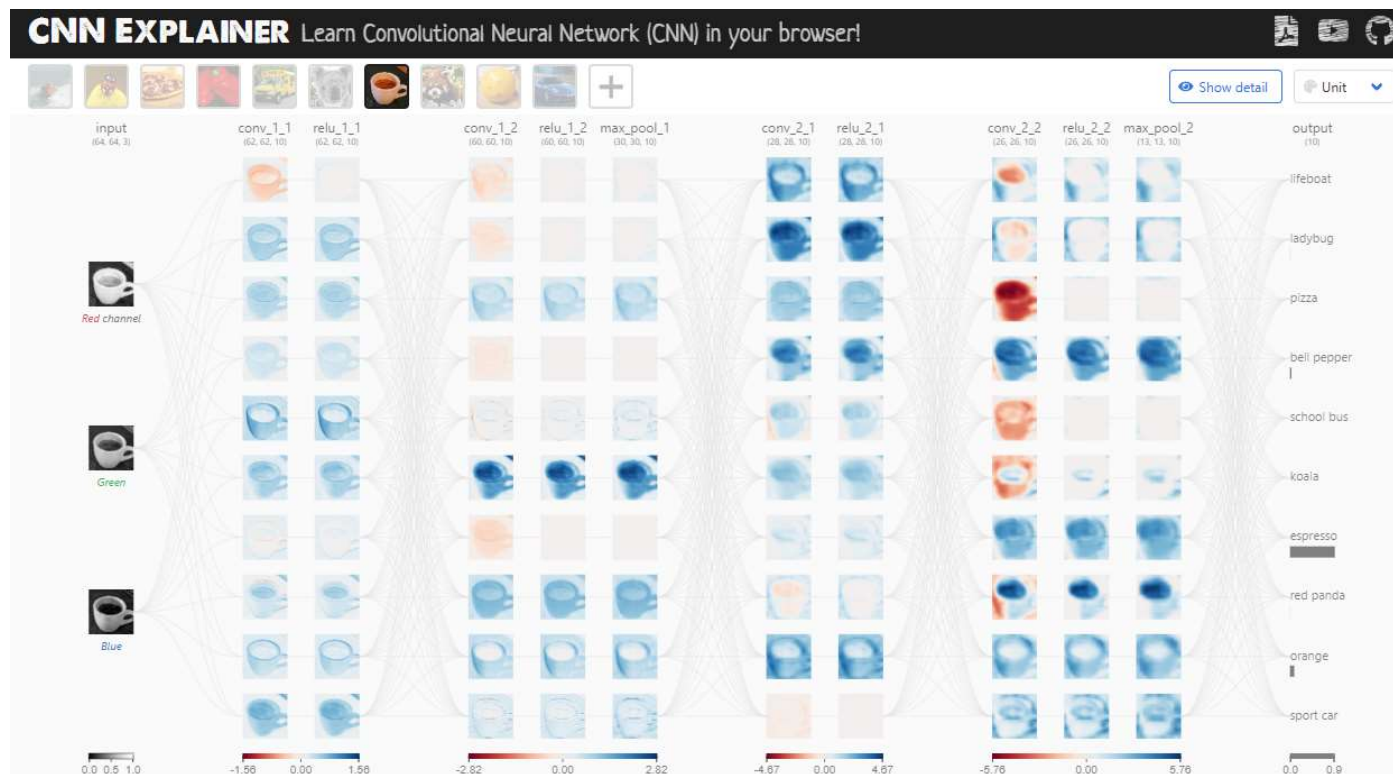 CNN EXPLAINER Learn Convolutional Neural Network (CNN) in your browser!
Show detail
Unit
input conv_1_1 relu_1_1 conv_1_2 relu_1_2 max_pool_1 conv_2_1 relu_2_1 conv_2_2 relu_2_2 max_pool_2 output
(64, 64, 3) (62, 62, 10) (62, 62, 10) (60, 60, 10) (60, 60, 10) (30, 30, 10) (28, 28, 10) (28, 28, 10) (26, 26, 10) (26, 26, 10) (13, 13, 10) (10)
lifeboat
ladybug
pizza
Red channel
bell pepper
school bus
Green
koala
espresso
red panda
Blue
orange
sport car
0.0 0.5 1.0 -1.56 0.00 1.56 -2.82 0.00 2.82 -4.67 0.00 4.67 -5.76 0.00 5.76 0.0 0.9